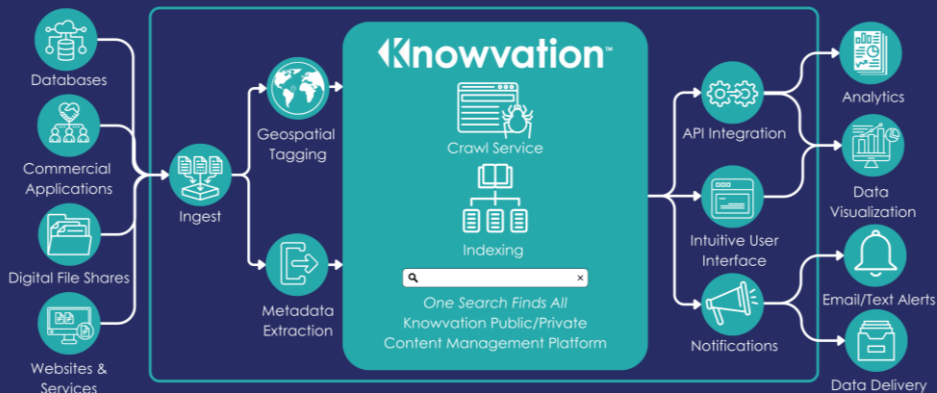 Databases
Commercial
Applications
Digital File Shares
Websites &
Services
Ingest
Geospatial
Tagging
Metadata
Extraction
Knowvation™
Crawl Service
Indexing
One Search Finds All
Knowvation Public/Private
Content Management Platform
API Integration
Intuitive User
Interface
Notifications
Analytics
Data
Visualization
Email/Text Alerts
Data Delivery